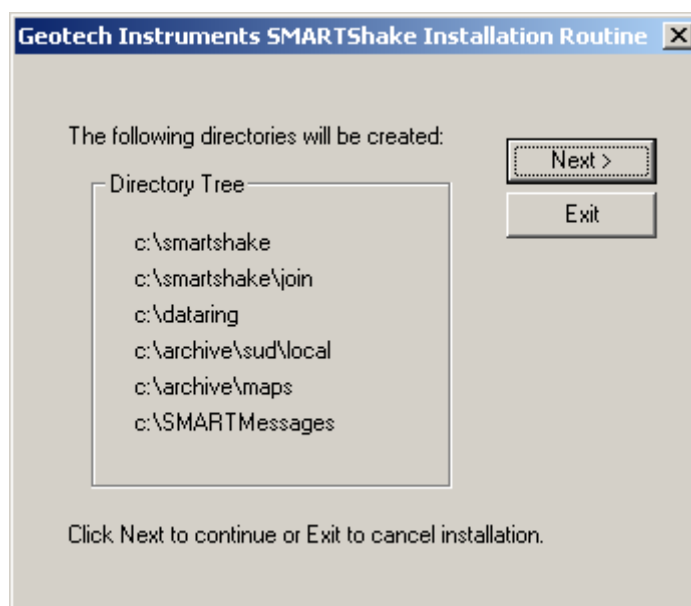 Geotech Instruments SMARTShake Installation Routine
The following directories will be created:
Next >
Directory Tree
Exit
c:\smartshake
c:\smartshake\join
c:\dataring
c:\archive\sud\local
c:\archive\maps
c:\SMARTMessages
Click Next to continue or Exit to cancel installation.